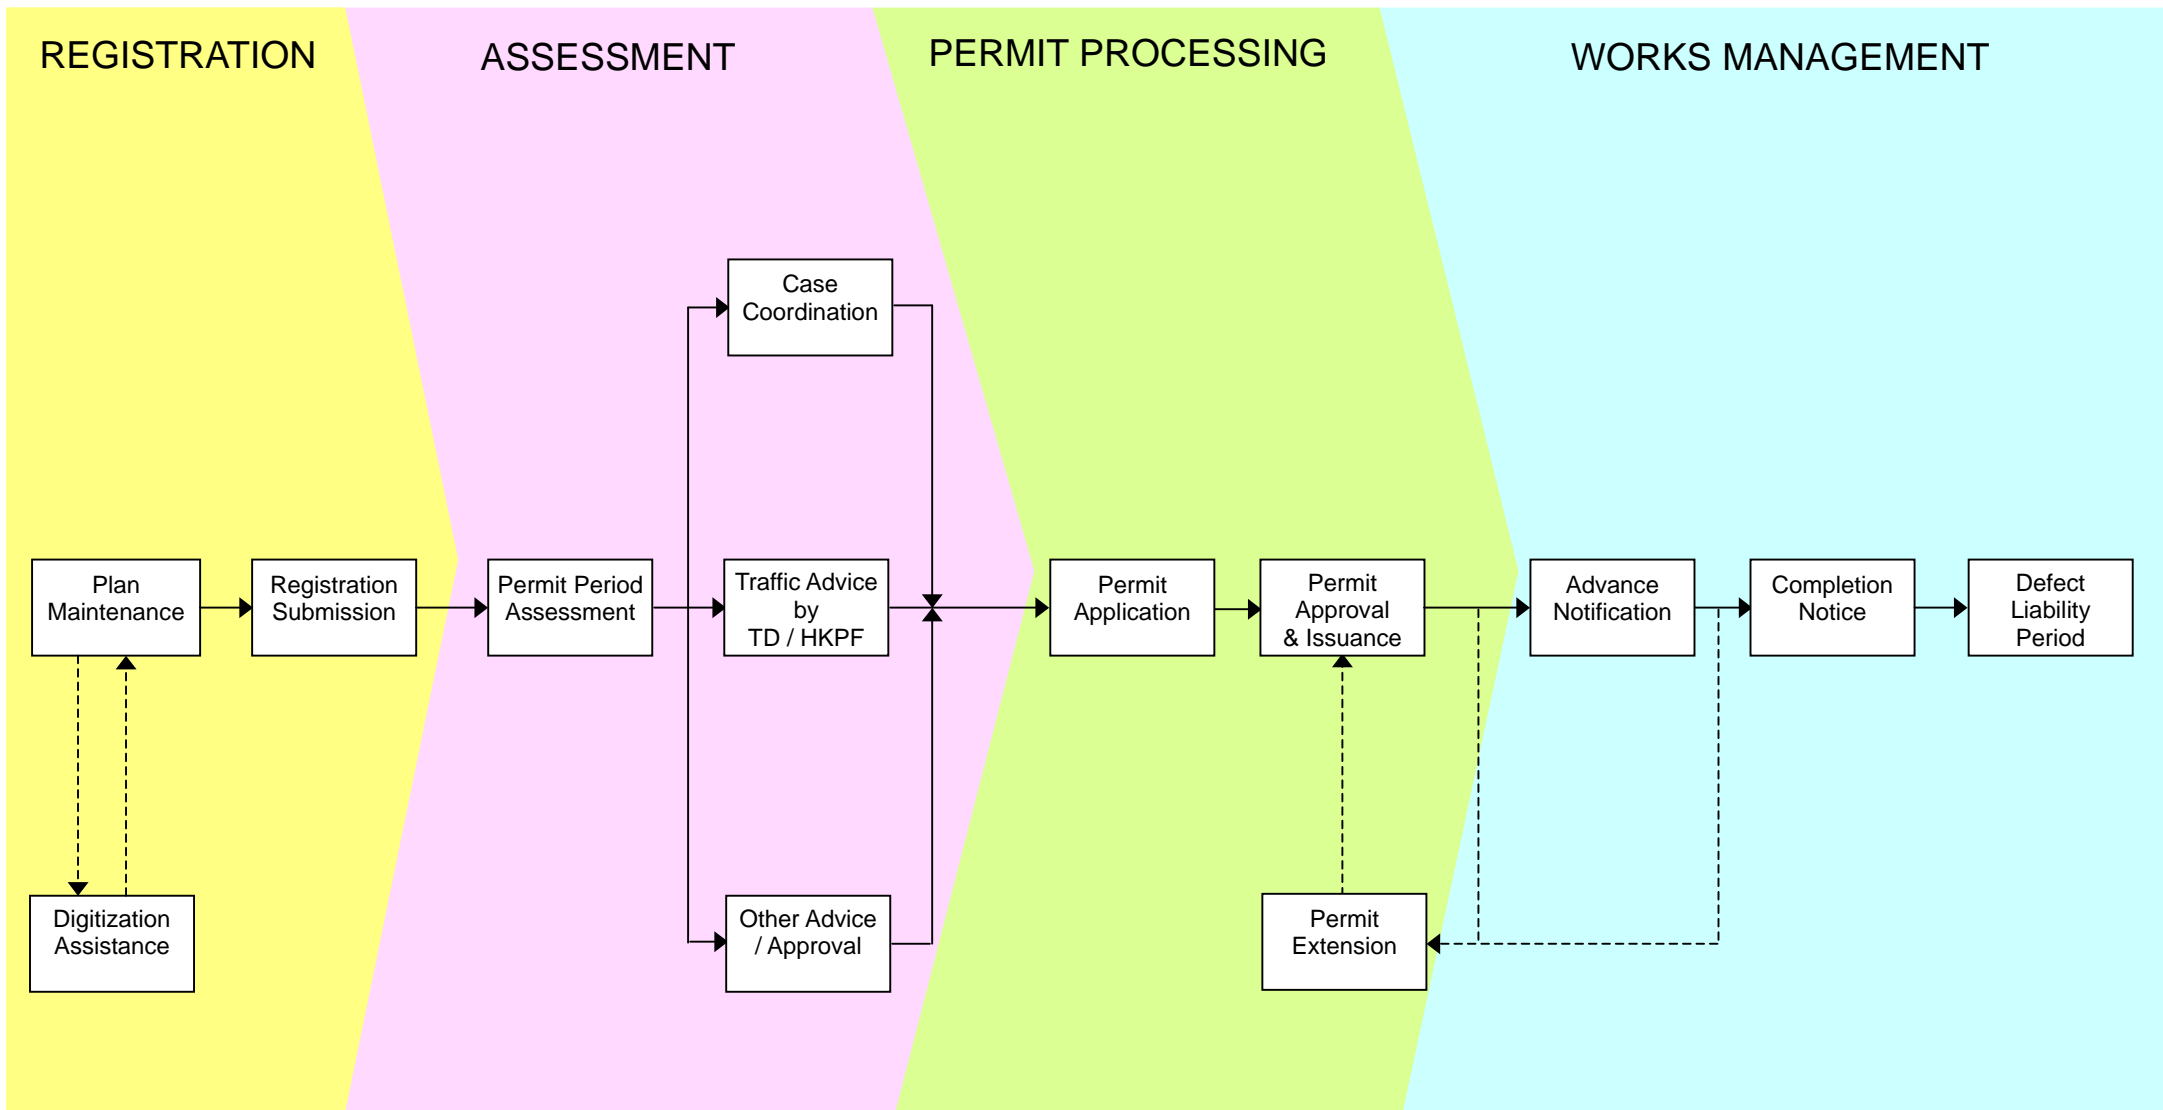 REGISTRATION
ASSESSMENT
PERMIT PROCESSING
WORKS MANAGEMENT
Case
Coordination
Plan
Maintenance
Registration
Submission
Permit Period
Assessment
Traffic Advice
by
TD / HKPF
Permit
Application
Permit
Approval
& Issuance
Advance
Notification
Completion
Notice
Defect
Liability
Period
Digitization
Assistance
Other Advice
/ Approval
Permit
Extension